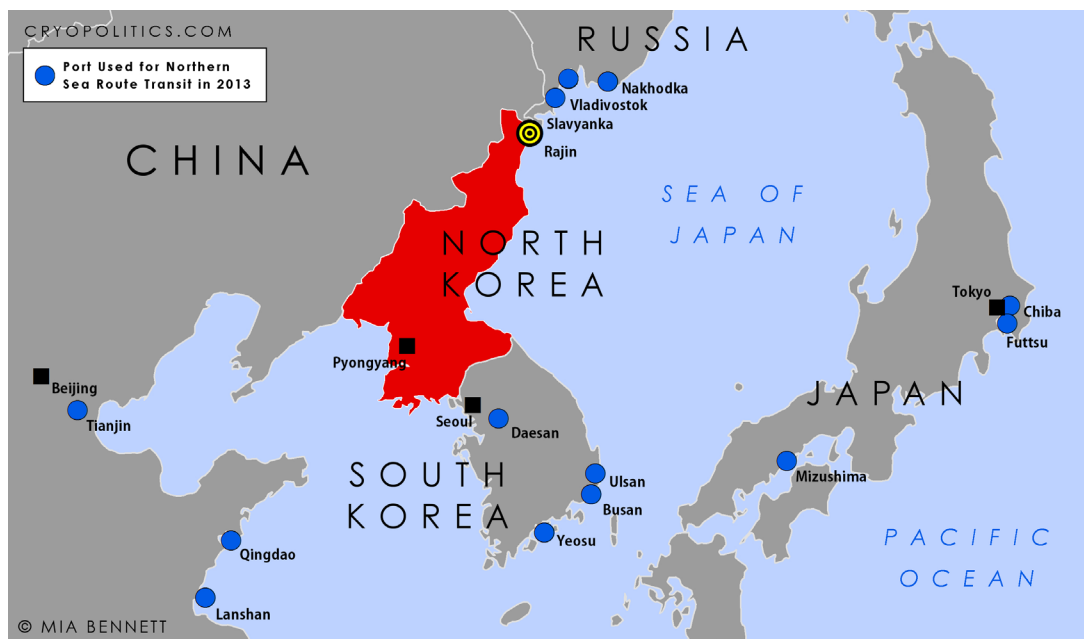 CRYOPOLITICS.COM
Port Used for Northern
Sea Route Transit in 2013
RUSSIA
Nakhodka
Vladivostok
Slavyanka
Rajin
CHINA
SEA OF
JAPAN
NORTH
KOREA
Tokyo
Chiba
Futtsu
Pyongyang
Beijing
Tianjin
JAPAN
Seoul
Daesan
SOUTH
KOREA
Ulsan
Busan
Mizushima
Yeosu
Qingdao
PACIFIC
OCEAN
Lanshan
© MIA BENNETT